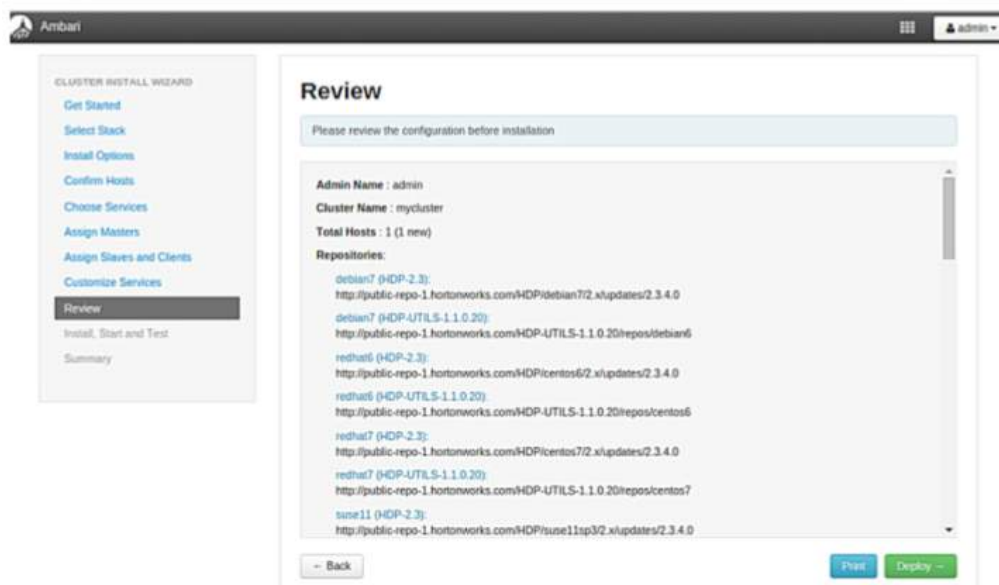 Ambari
admin
CLUSTER INSTALL WIZARD
Get Started
Select Stack
Install Options
Confirm Hosts
Choose Services
Assign Masters
Assign Slaves and Clients
Customize Services
Review
Install, Start and Test
Summary
Review
Please review the configuration before installation
Admin Name : admin
Cluster Name : mycluster
Total Hosts : 1 (1 new)
Repositories:
debian7 (HDP-2.3):
http://public-repo-1.hortonworks.com/HDP/debian7/2.x/updates/2.3.4.0
debian7 (HDP-UTILS-1.1.0.20):
http://public-repo-1.hortonworks.com/HDP-UTILS-1.1.0.20/repos/debian6
redhat6 (HDP-2.3):
http://public-repo-1.hortonworks.com/HDP/centos6/2.x/updates/2.3.4.0
redhat6 (HDP-UTILS-1.1.0.20):
http://public-repo-1.hortonworks.com/HDP-UTILS-1.1.0.20/repos/centos6
redhat7 (HDP-2.3):
http://public-repo-1.hortonworks.com/HDP/centos7/2.x/updates/2.3.4.0
redhat7 (HDP-UTILS-1.1.0.20):
http://public-repo-1.hortonworks.com/HDP-UTILS-1.1.0.20/repos/centos7
suse11 (HDP-2.3):
http://public-repo-1.hortonworks.com/HDP/suse11sp3/2.x/updates/2.3.4.0
← Back
Print
Deploy →